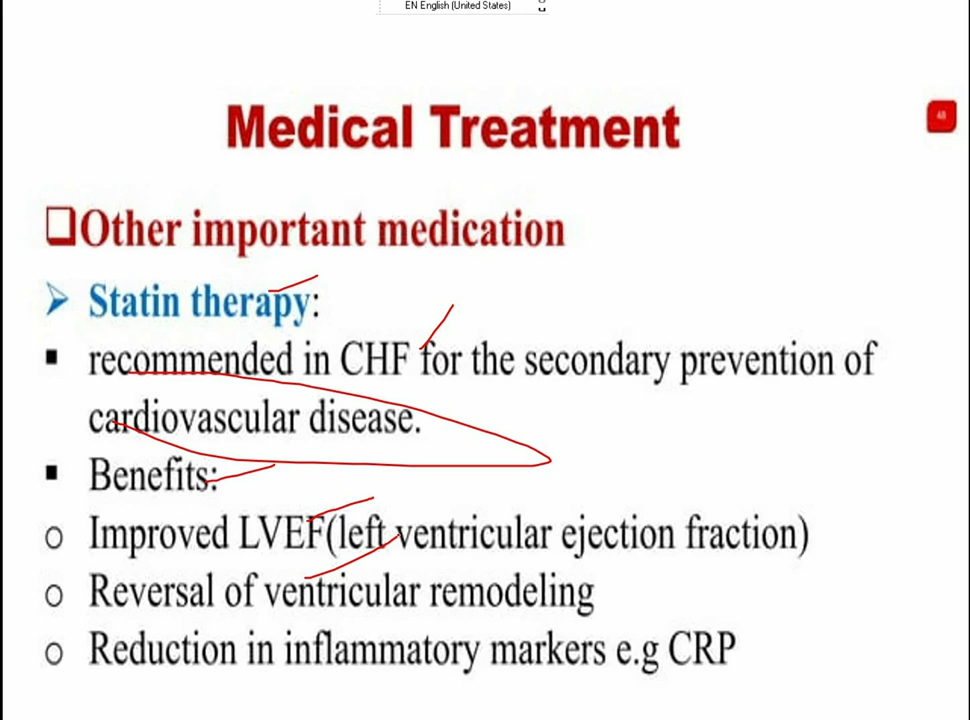 EN English (United States)
Medical Treatment
48
Other important medication
Statin therapy:
recommended in CHF for the secondary prevention of
cardiovascular disease.
Benefits:
Improved LVEF(left ventricular ejection fraction)
Reversal of ventricular remodeling
Reduction in inflammatory markers e.g CRP